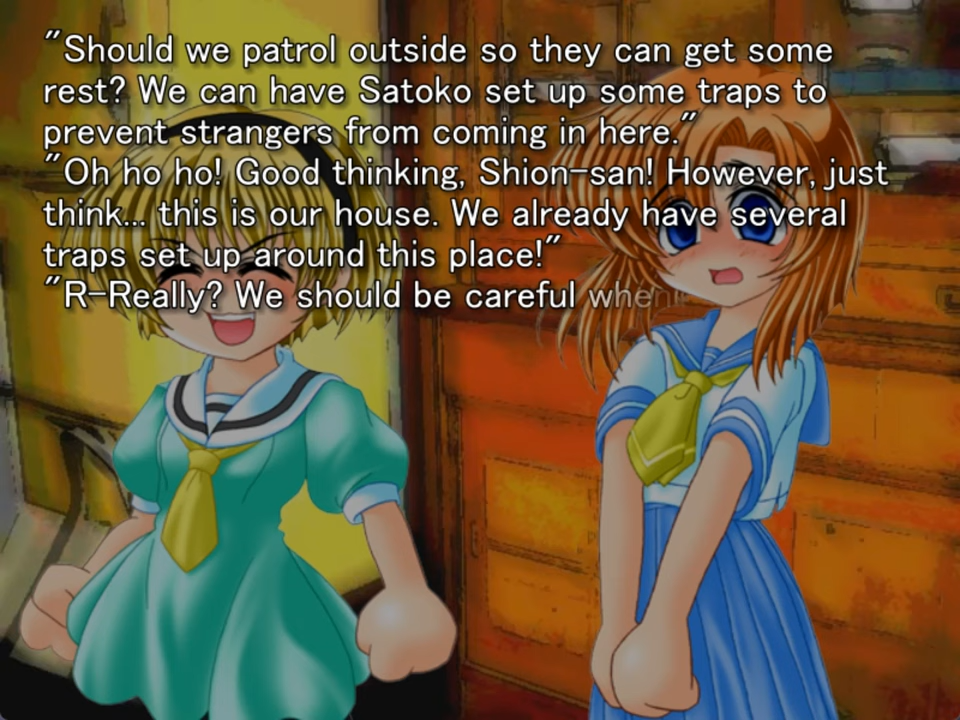 "Should we patrol outside so they can get some
rest? We can have Satoko set up some traps to
prevent strangers from coming in here."
"Oh ho ho! Good thinking, Shion-san! However, just
think... this is our house. We already have several
traps set up around this place!"
"R-Really? We should be careful when